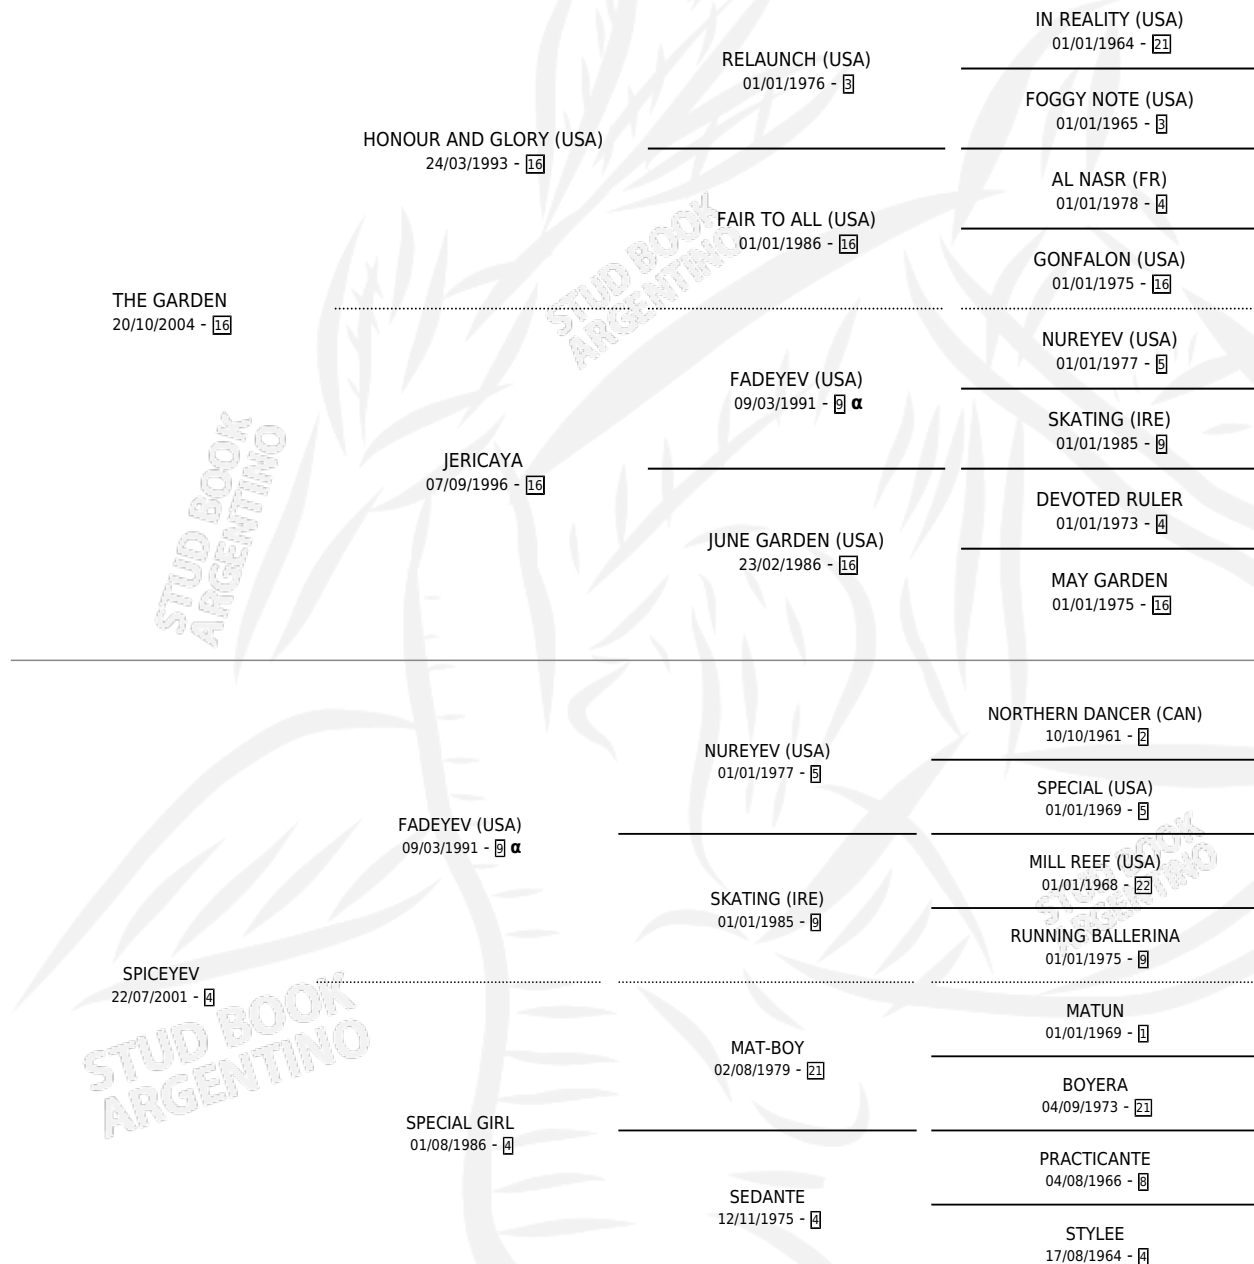 IN REALITY (USA)
01/01/1964 - 21
RELAUNCH (USA)
01/01/1976 - 3
FOGGY NOTE (USA)
01/01/1965 - 3
HONOUR AND GLORY (USA)
24/03/1993 - 16
AL NASR (FR)
01/01/1978 - 4
FAIR TO ALL (USA)
01/01/1986 - 16
GONFALON (USA)
01/01/1975 - 16
THE GARDEN
20/10/2004 - 16
NUREYEV (USA)
01/01/1977 - 5
FADEYEV (USA)
09/03/1991 - 9 α
SKATING (IRE)
01/01/1985 - 9
JERICAYA
07/09/1996 - 16
DEVOTED RULER
01/01/1973 - 4
JUNE GARDEN (USA)
23/02/1986 - 16
MAY GARDEN
01/01/1975 - 16
NORTHERN DANCER (CAN)
10/10/1961 - 2
NUREYEV (USA)
01/01/1977 - 5
SPECIAL (USA)
01/01/1969 - 5
FADEYEV (USA)
09/03/1991 - 9 α
MILL REEF (USA)
01/01/1968 - 22
SKATING (IRE)
01/01/1985 - 9
RUNNING BALLERINA
01/01/1975 - 9
SPICEYEV
22/07/2001 - 4
MATUN
01/01/1969 - 1
MAT-BOY
02/08/1979 - 21
BOYERA
04/09/1973 - 21
SPECIAL GIRL
01/08/1986 - 4
PRACTICANTE
04/08/1966 - 8
SEDANTE
12/11/1975 - 4
STYLEE
17/08/1964 - 4
STUD BOOK
ARGENTINO
STUD BOOK
ARGENTINO
STUD BOOK
ARGENTINO
STUD BOOK
ARGENTINO